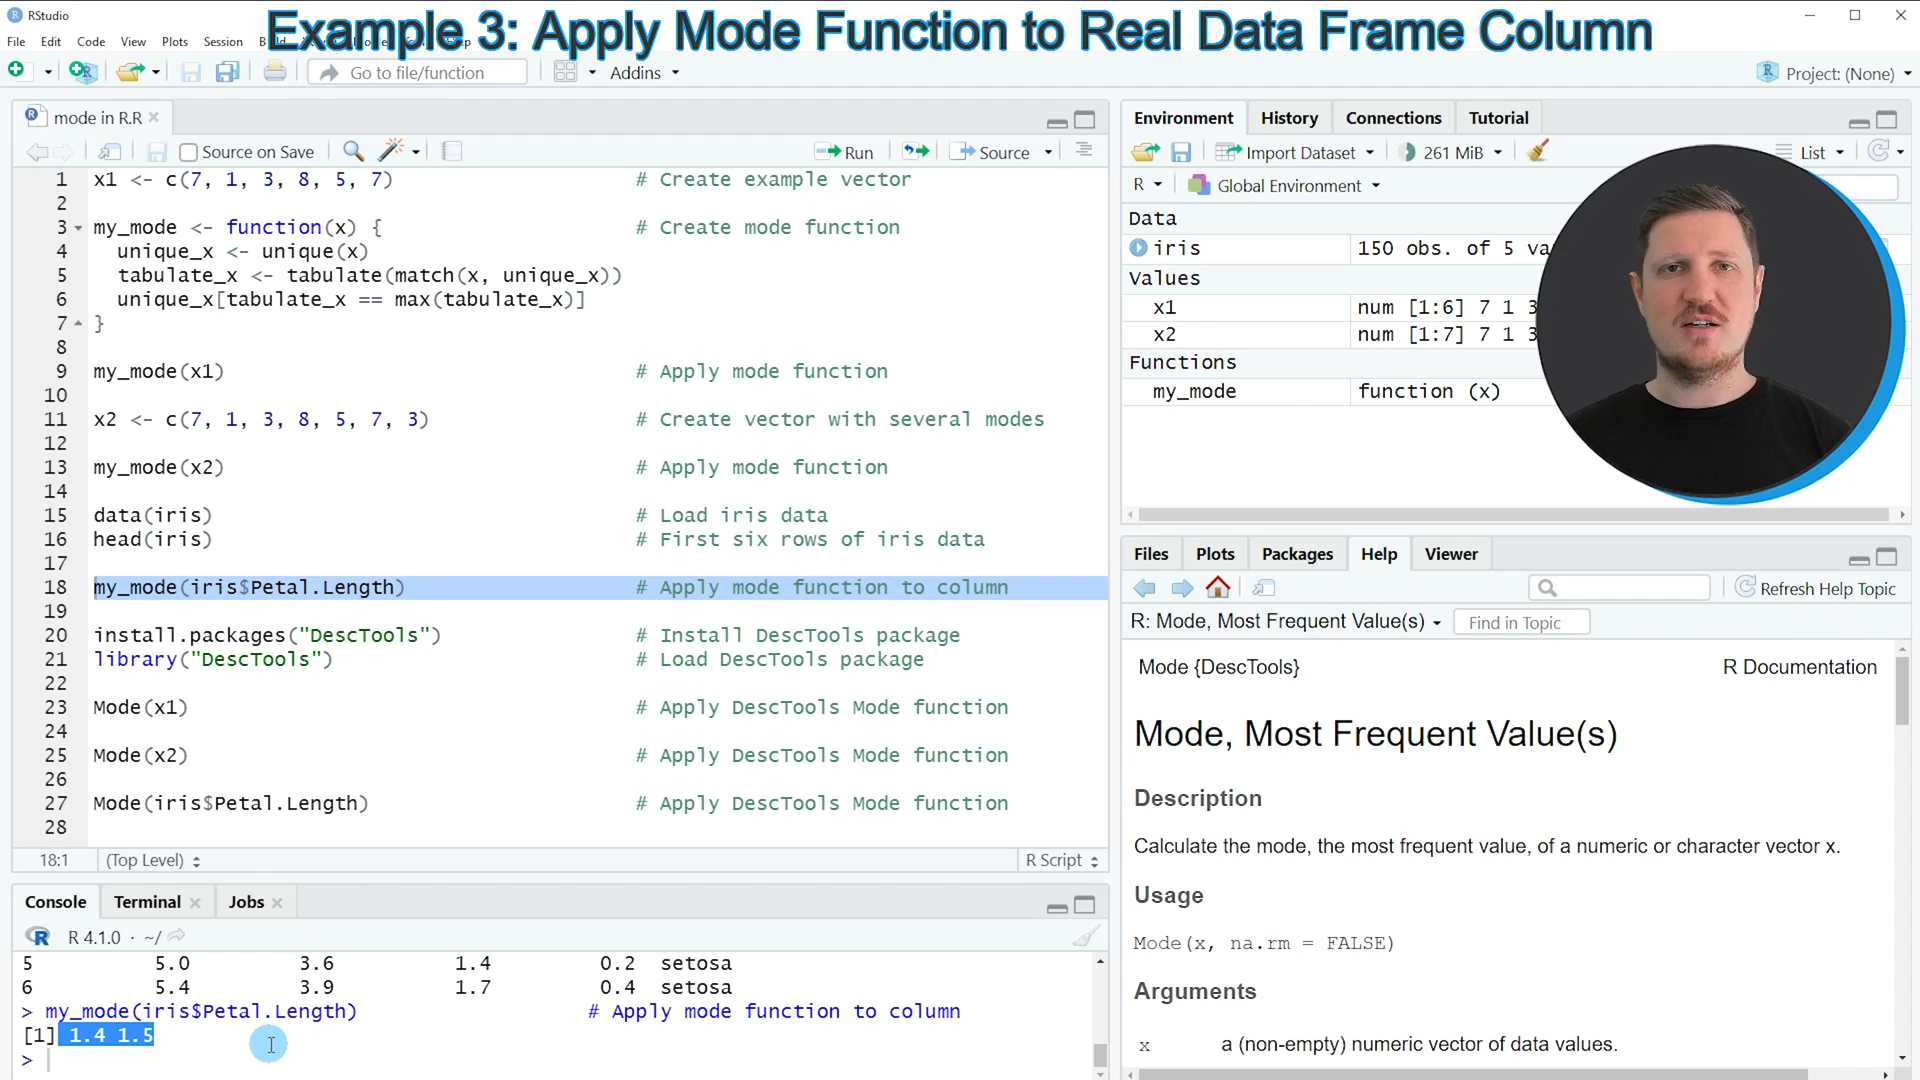 RStudio
Example 3: Apply Mode Function to Real Data Frame Column
File Edit Code View Plots Session
Go to file/function
Addins
Project: (None)
mode in R.R
Source on Save
Run
Source
1 x1 <- c(7, 1, 3, 8, 5, 7) # Create example vector
2
3 my_mode <- function(x) { # Create mode function
4 unique_x <- unique(x)
5 tabulate_x <- tabulate(match(x, unique_x))
6 unique_x[tabulate_x == max(tabulate_x)]
7 }
8
9 my_mode(x1) # Apply mode function
10
11 x2 <- c(7, 1, 3, 8, 5, 7, 3) # Create vector with several modes
12
13 my_mode(x2) # Apply mode function
14
15 data(iris) # Load iris data
16 head(iris) # First six rows of iris data
17
18 my_mode(iris$Petal.Length) # Apply mode function to column
19
20 install.packages("DescTools") # Install DescTools package
21 library("DescTools") # Load DescTools package
22
23 Mode(x1) # Apply DescTools Mode function
24
25 Mode(x2) # Apply DescTools Mode function
26
27 Mode(iris$Petal.Length) # Apply DescTools Mode function
28
18:1 (Top Level) R Script
Console Terminal Jobs
R 4.1.0 · ~/
5 5.0 3.6 1.4 0.2 setosa
6 5.4 3.9 1.7 0.4 setosa
> my_mode(iris$Petal.Length) # Apply mode function to column
[1] 1.4 1.5
>
Environment History Connections Tutorial
Import Dataset 261 MiB List
R Global Environment
Data
iris 150 obs. of 5 va
Values
x1 num [1:6] 7 1 3
x2 num [1:7] 7 1 3
Functions
my_mode function (x)
Files Plots Packages Help Viewer
Refresh Help Topic
R: Mode, Most Frequent Value(s) Find in Topic
Mode {DescTools} R Documentation
Mode, Most Frequent Value(s)
Description
Calculate the mode, the most frequent value, of a numeric or character vector x.
Usage
Mode(x, na.rm = FALSE)
Arguments
x a (non-empty) numeric vector of data values.